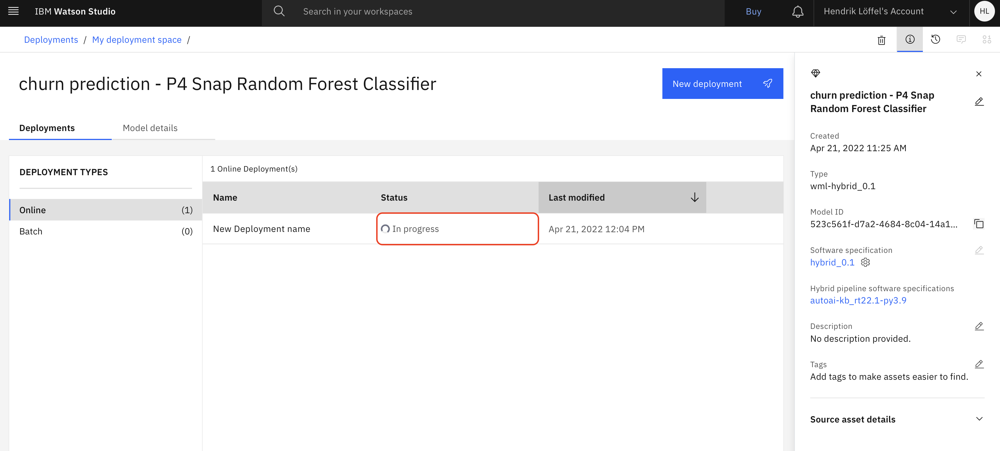 IBM Watson Studio
Search in your workspaces
Buy
Hendrik Löffel's Account
HL
Deployments / My deployment space /
churn prediction - P4 Snap Random Forest Classifier
New deployment
Deployments
Model details
DEPLOYMENT TYPES
Online (1)
Batch (0)
1 Online Deployment(s)
Name Status Last modified
New Deployment name In progress Apr 21, 2022 12:04 PM
churn prediction - P4 Snap
Random Forest Classifier
Created
Apr 21, 2022 11:25 AM
Type
wml-hybrid_0.1
Model ID
523c561f-d7a2-4684-8c04-14a1...
Software specification
hybrid_0.1
Hybrid pipeline software specifications
autoai-kb_rt22.1-py3.9
Description
No description provided.
Tags
Add tags to make assets easier to find.
Source asset details